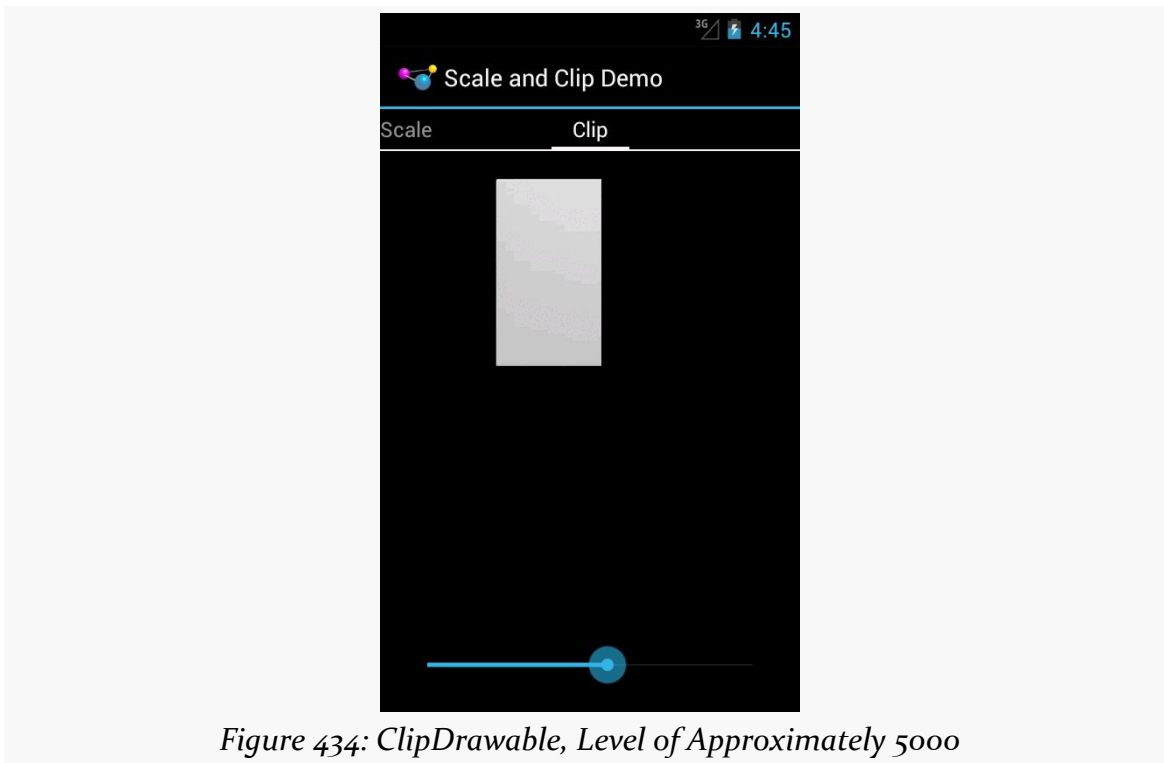 3G 4:45
Scale and Clip Demo
Scale Clip
Figure 434: ClipDrawable, Level of Approximately 5000